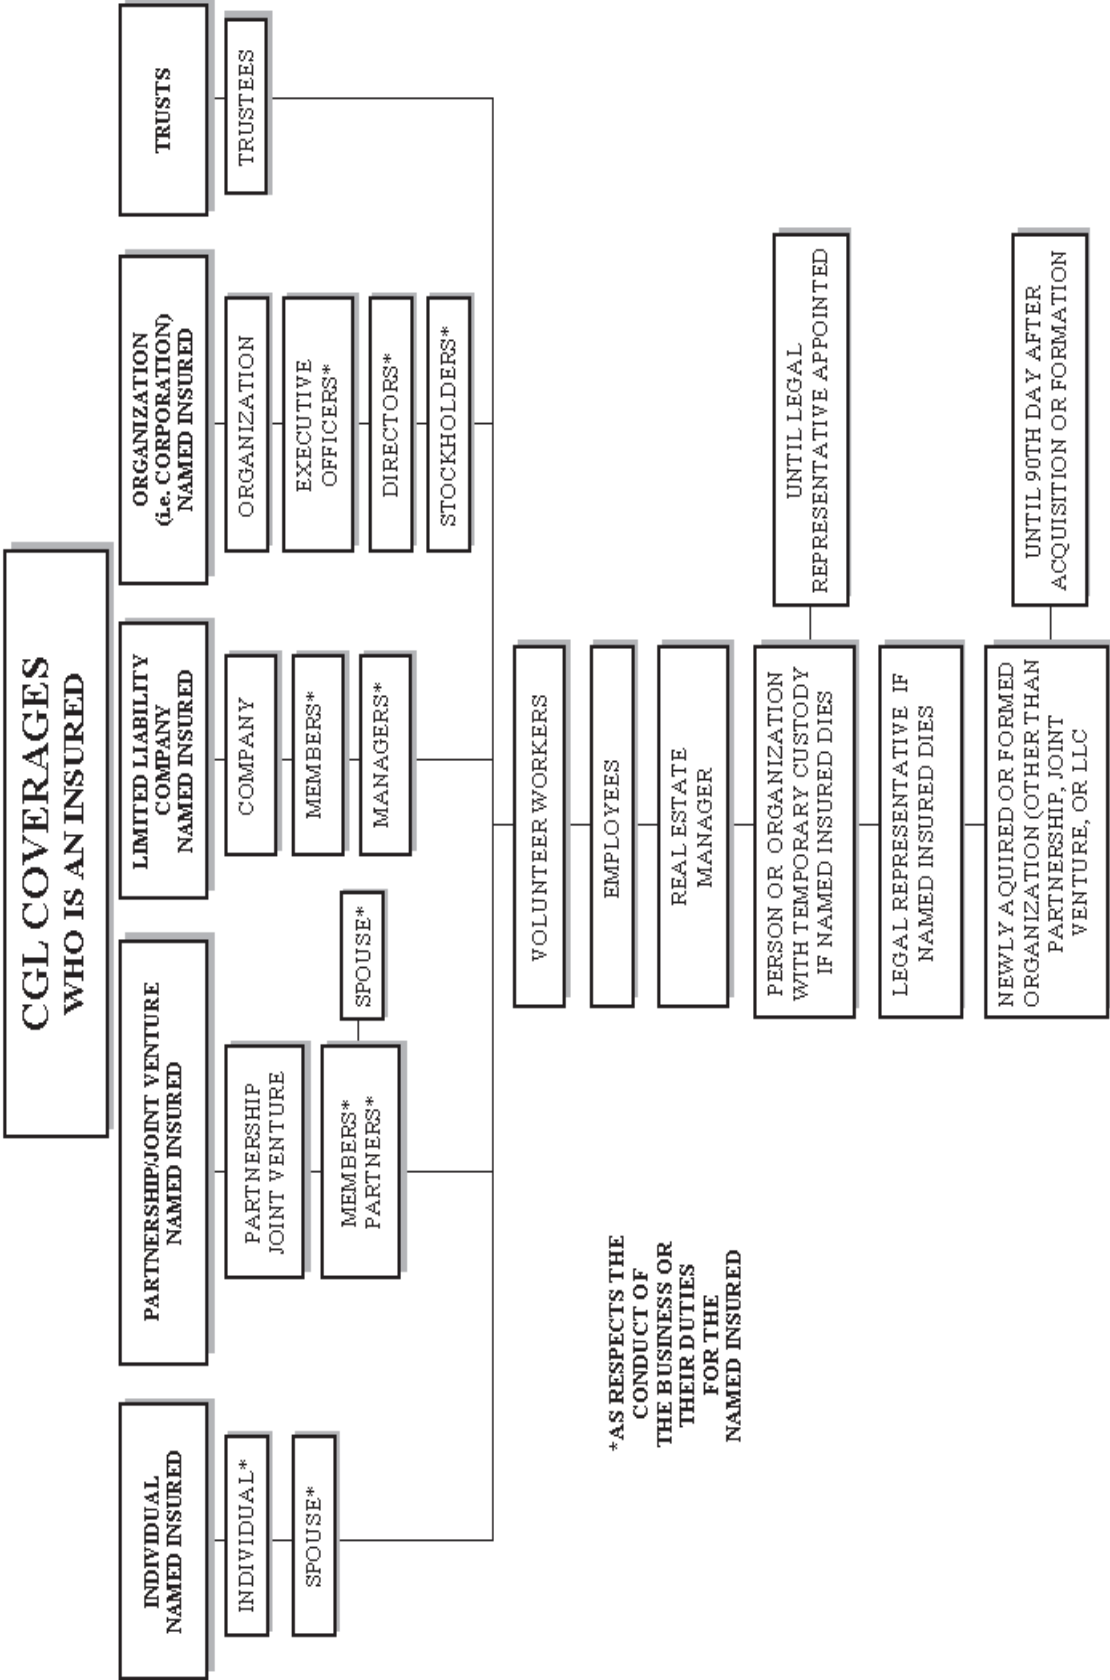 CGL COVERAGES
WHO IS AN INSURED
INDIVIDUAL
NAMED INSURED
INDIVIDUAL*
SPOUSE*
PARTNERSHIP/JOINT VENTURE
NAMED INSURED
PARTNERSHIP
JOINT VENTURE
MEMBERS*
PARTNERS*
SPOUSE*
LIMITED LIABILITY
COMPANY
NAMED INSURED
COMPANY
MEMBERS*
MANAGERS*
ORGANIZATION
(i.e. CORPORATION)
NAMED INSURED
ORGANIZATION
EXECUTIVE
OFFICERS*
DIRECTORS*
STOCKHOLDERS*
TRUSTS
TRUSTEES
VOLUNTEER WORKERS
EMPLOYEES
REAL ESTATE
MANAGER
PERSON OR ORGANIZATION
WITH TEMPORARY CUSTODY
IF NAMED INSURED DIES
UNTIL LEGAL
REPRESENTATIVE APPOINTED
LEGAL REPRESENTATIVE IF
NAMED INSURED DIES
NEWLY AQUIRED OR FORMED
ORGANIZATION (OTHER THAN
PARTNERSHIP, JOINT
VENTURE, OR LLC
UNTIL 90TH DAY AFTER
ACQUISITION OR FORMATION
*AS RESPECTS THE
CONDUCT OF
THE BUSINESS OR
THEIR DUTIES
FOR THE
NAMED INSURED